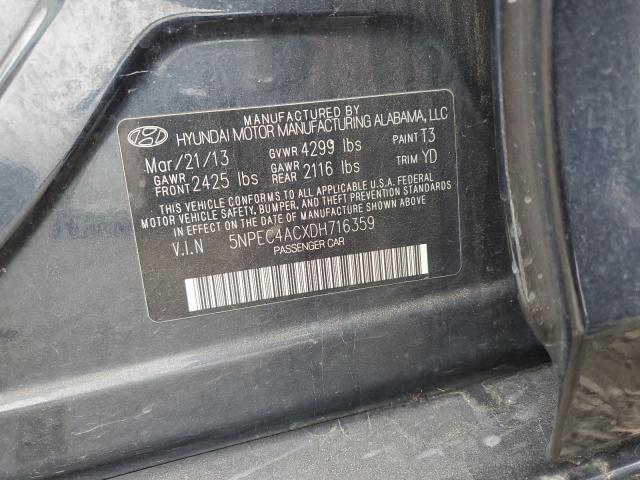 MANUFACTURED BY
HYUNDAI MOTOR MANUFACTURING ALABAMA, LLC
Mar/21/13 GVWR 4299 lbs PAINT T3
GAWR FRONT 2425 lbs GAWR REAR 2116 lbs TRIM YD
THIS VEHICLE CONFORMS TO ALL APPLICABLE U.S.A. FEDERAL
MOTOR VEHICLE SAFETY, BUMPER, AND THEFT PREVENTION STANDARDS
IN EFFECT ON THE DATE OF MANUFACTURE SHOWN ABOVE.
V.I.N 5NPEC4ACXDH716359
PASSENGER CAR